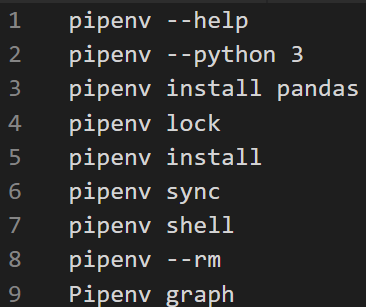 1 pipenv --help
2 pipenv --python 3
3 pipenv install pandas
4 pipenv lock
5 pipenv install
6 pipenv sync
7 pipenv shell
8 pipenv --rm
9 Pipenv graph